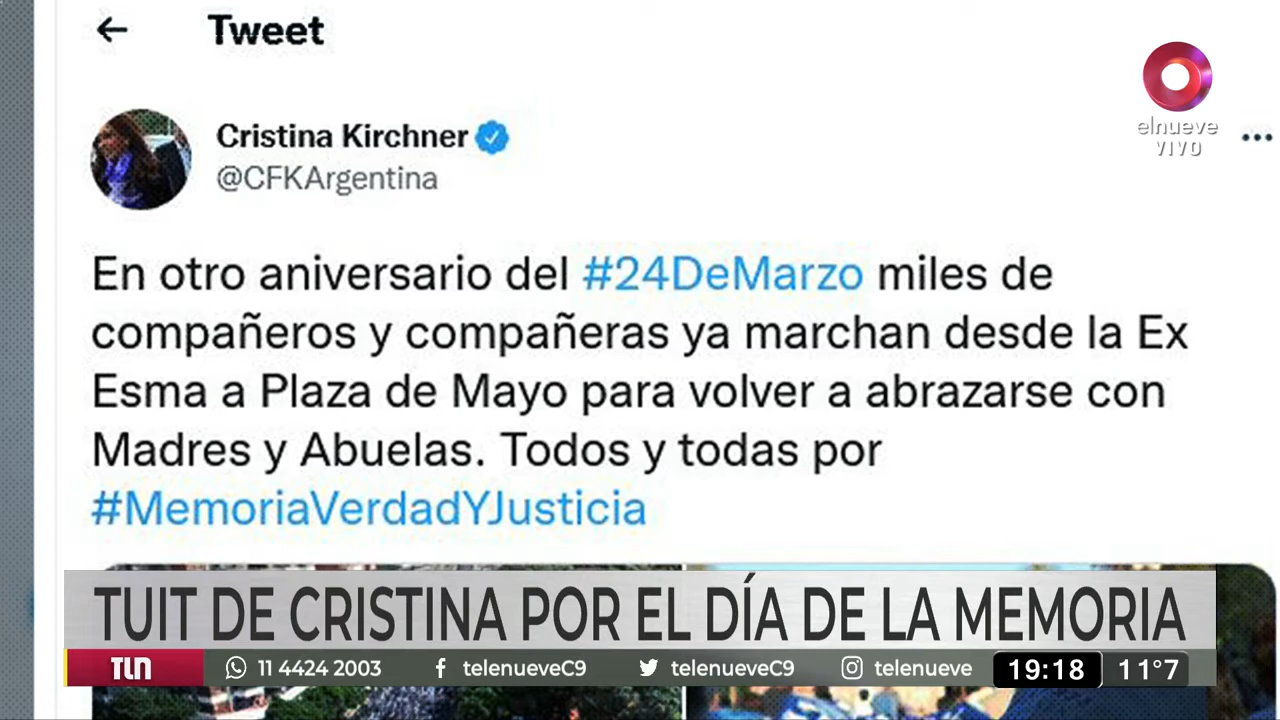 Tweet
Cristina Kirchner
@CFKArgentina
elnueve
VIVO
En otro aniversario del #24DeMarzo miles de
compañeros y compañeras ya marchan desde la Ex
Esma a Plaza de Mayo para volver a abrazarse con
Madres y Abuelas. Todos y todas por
#MemoriaVerdadYJusticia
TUIT DE CRISTINA POR EL DÍA DE LA MEMORIA
TLN
11 4424 2003
telenueveC9
telenueveC9
telenueve
19:18
11°7